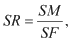 SR = SM / SF ,